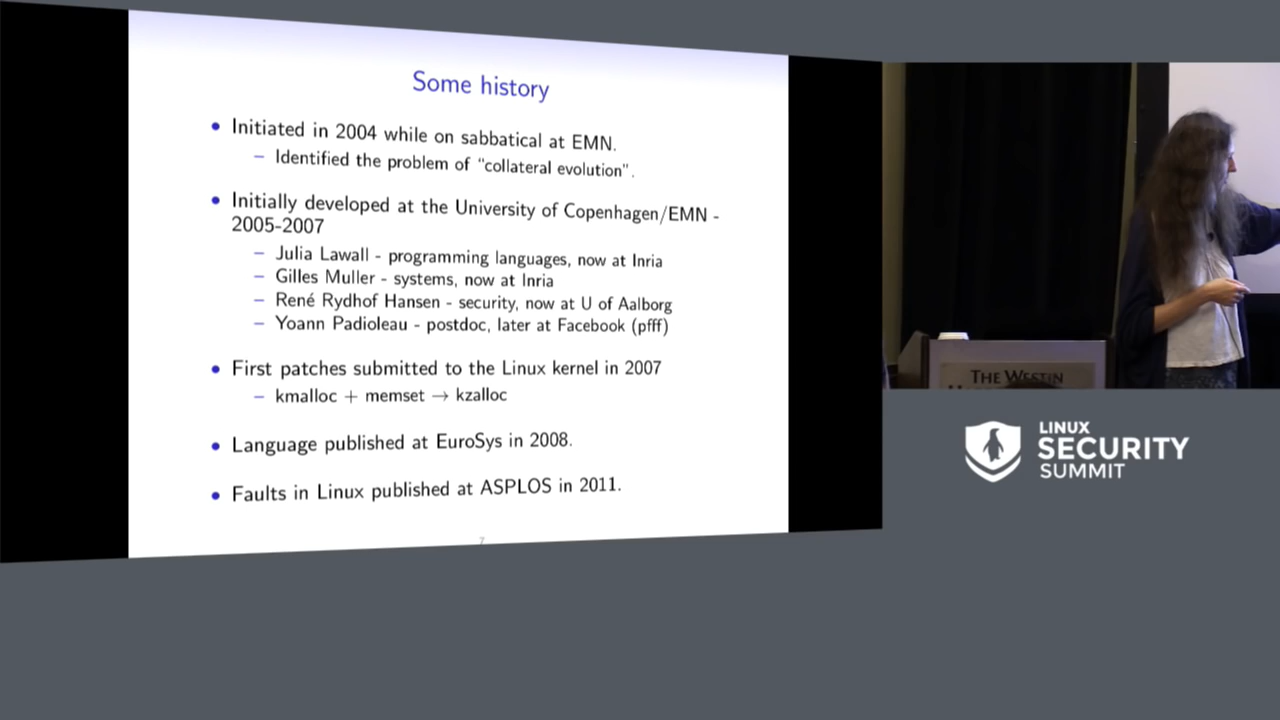 Some history
• Initiated in 2004 while on sabbatical at EMN.
– Identified the problem of “collateral evolution”.
• Initially developed at the University of Copenhagen/EMN -
2005-2007
– Julia Lawall - programming languages, now at Inria
– Gilles Muller - systems, now at Inria
– René Rydhof Hansen - security, now at U of Aalborg
– Yoann Padioleau - postdoc, later at Facebook (pfff)
• First patches submitted to the Linux kernel in 2007
– kmalloc + memset → kzalloc
• Language published at EuroSys in 2008.
• Faults in Linux published at ASPLOS in 2011.
7
THE WESTIN
LINUX
SECURITY
SUMMIT